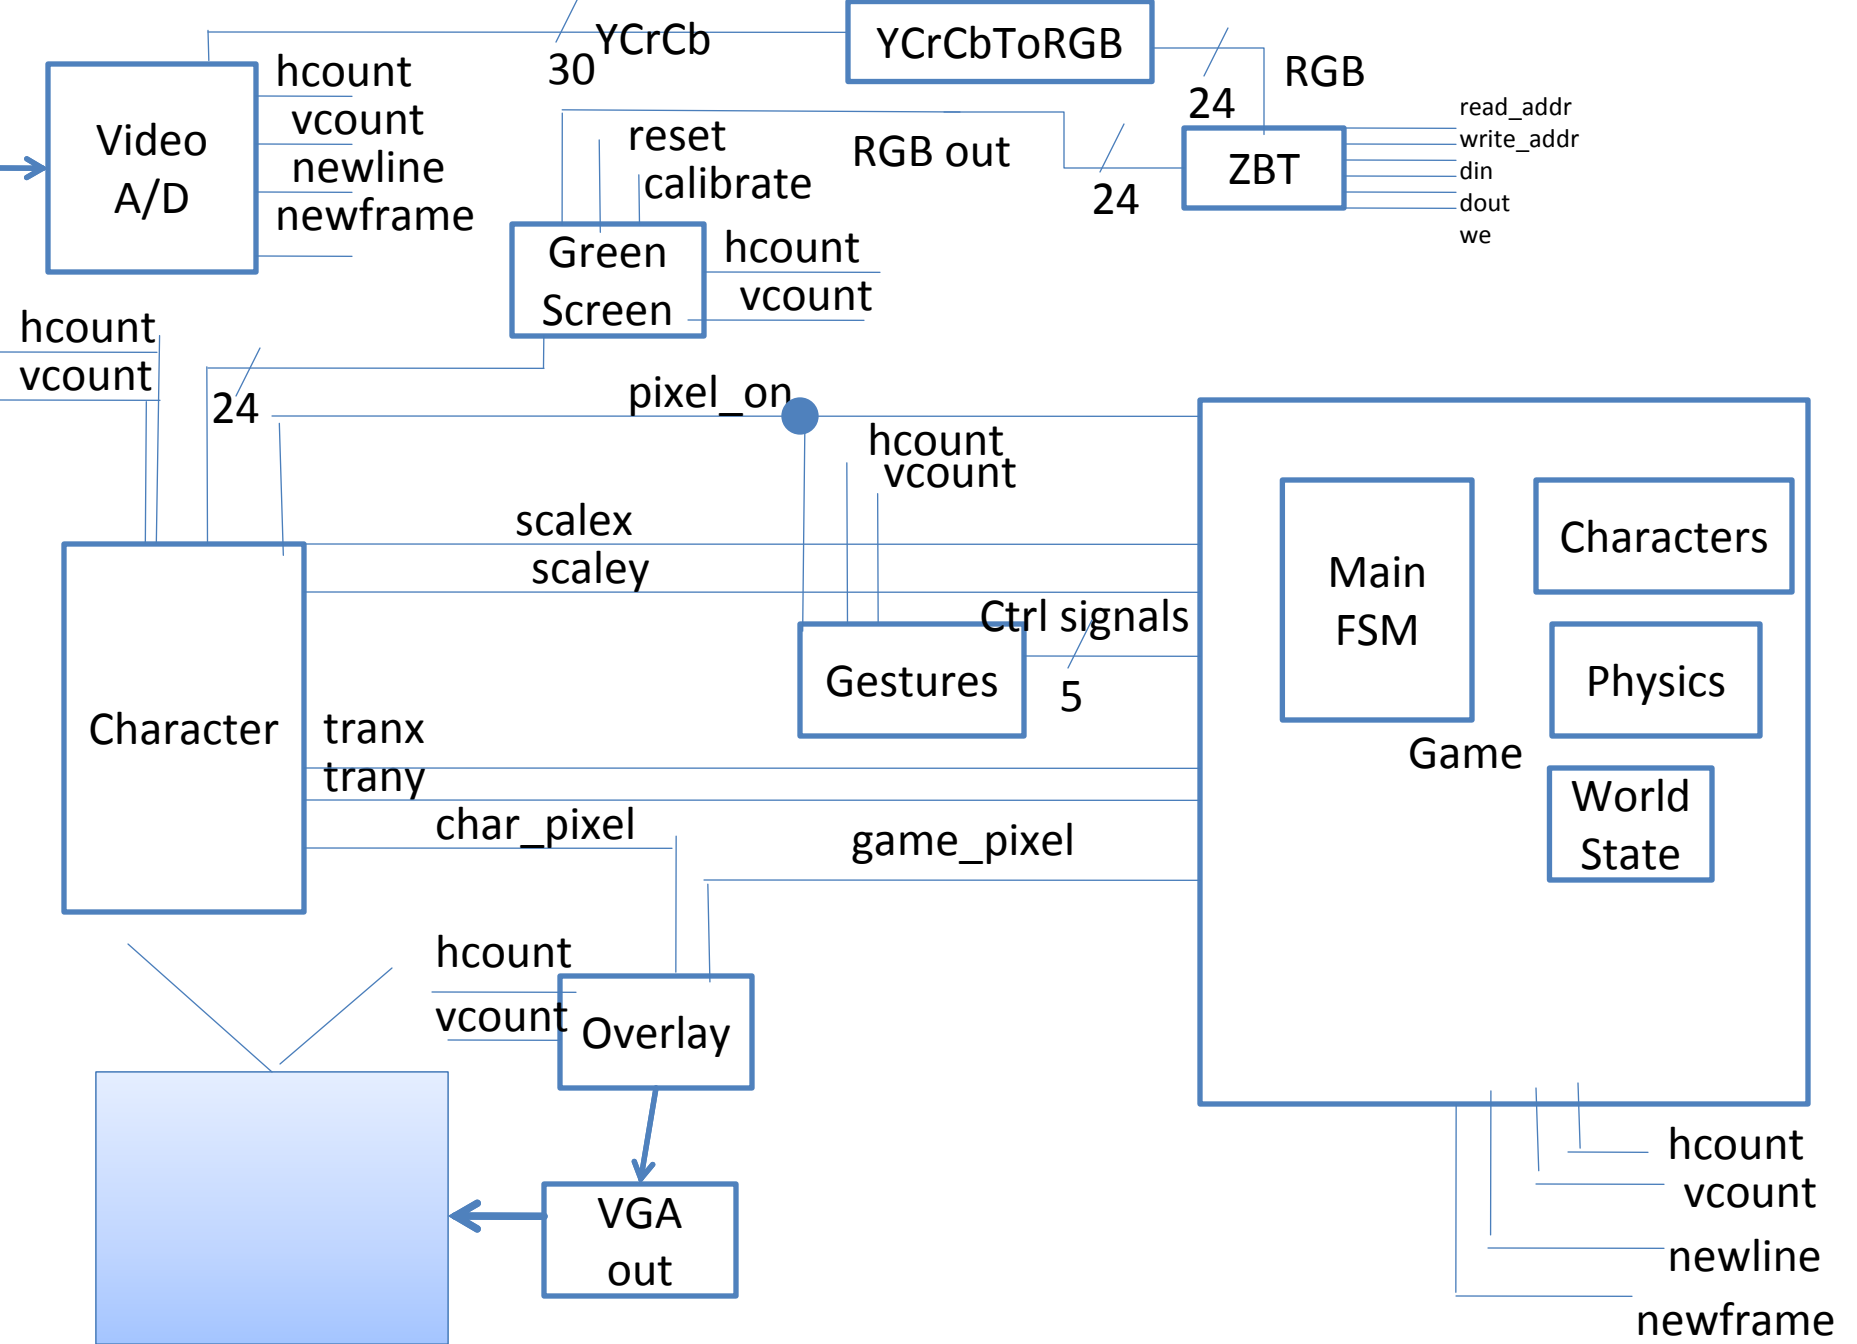 YCrCb
30
YCrCbToRGB
RGB
24
Video
A/D
hcount
vcount
newline
newframe
reset
calibrate
RGB out
24
ZBT
read_addr
write_addr
din
dout
we
Green
Screen
hcount
vcount
hcount
vcount
24
pixel_on
hcount
vcount
scalex
scaley
Ctrl signals
5
Gestures
Character
tranx
trany
char_pixel
game_pixel
Main
FSM
Characters
Physics
Game
World
State
hcount
vcount
Overlay
VGA
out
hcount
vcount
newline
newframe